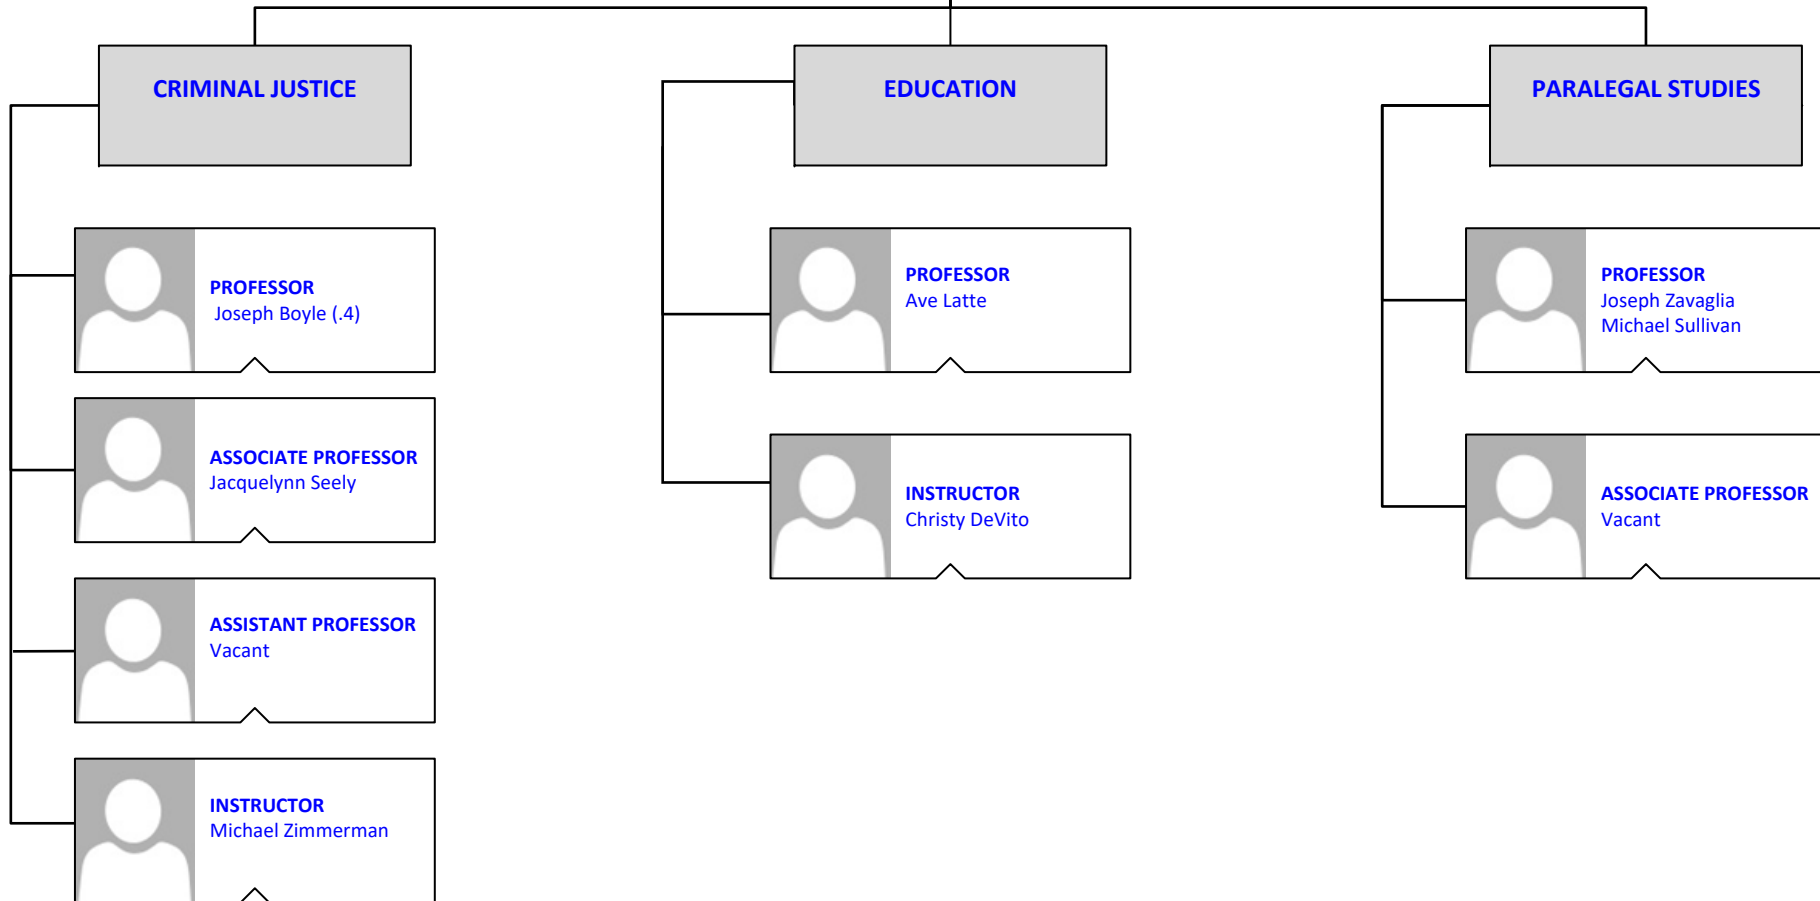 CRIMINAL JUSTICE
PROFESSOR
Joseph Boyle (.4)
ASSOCIATE PROFESSOR
Jacquelynn Seely
ASSISTANT PROFESSOR
Vacant
INSTRUCTOR
Michael Zimmerman
EDUCATION
PROFESSOR
Ave Latte
INSTRUCTOR
Christy DeVito
PARALEGAL STUDIES
PROFESSOR
Joseph Zavaglia
Michael Sullivan
ASSOCIATE PROFESSOR
Vacant